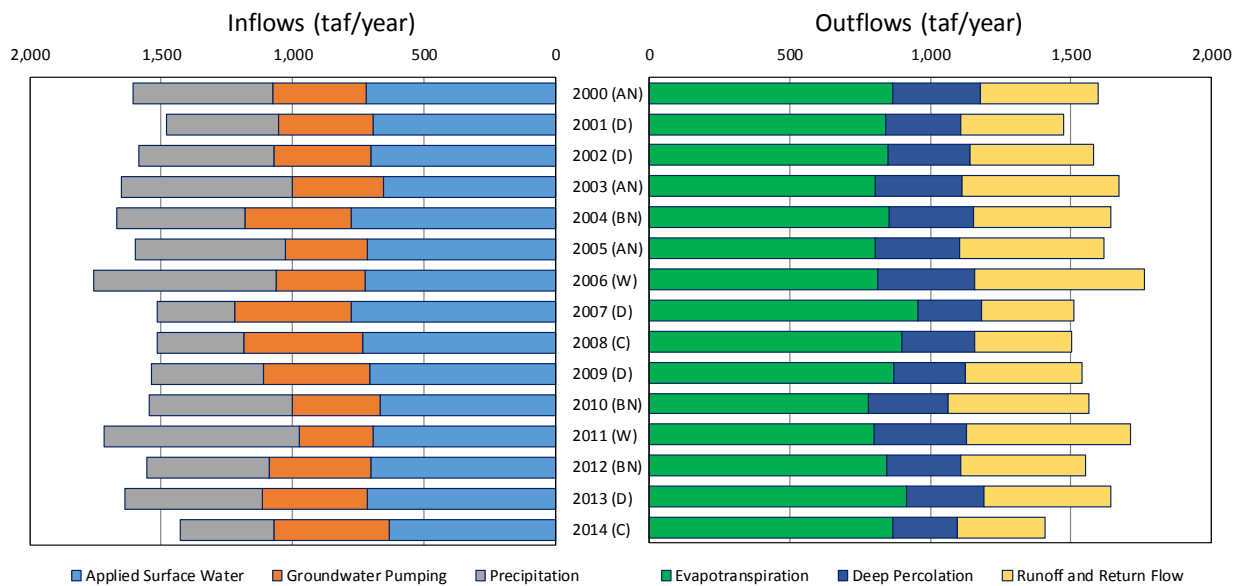 Inflows (taf/year) Outflows (taf/year)
2,000 1,500 1,000 500 0 0 500 1,000 1,500 2,000
2000 (AN)
2001 (D)
2002 (D)
2003 (AN)
2004 (BN)
2005 (AN)
2006 (W)
2007 (D)
2008 (C)
2009 (D)
2010 (BN)
2011 (W)
2012 (BN)
2013 (D)
2014 (C)
Applied Surface Water Groundwater Pumping Precipitation Evapotranspiration Deep Percolation Runoff and Return Flow